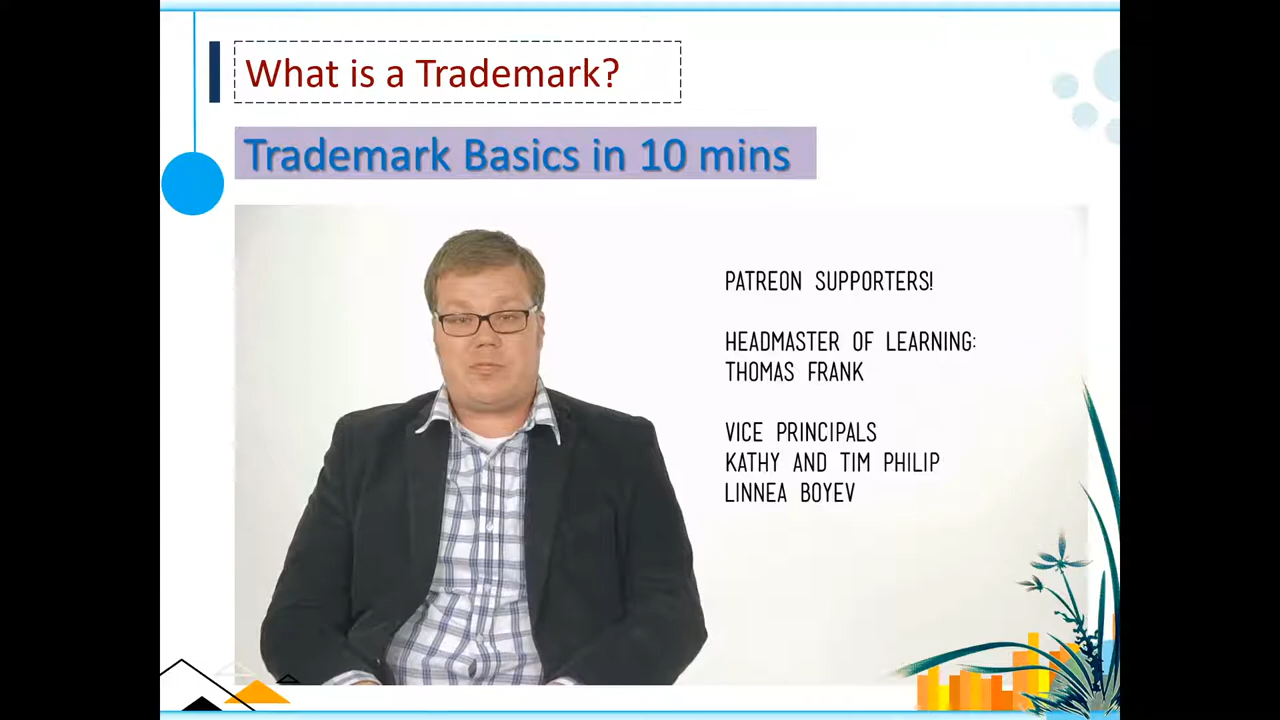 What is a Trademark?
Trademark Basics in 10 mins
PATREON SUPPORTERS!
HEADMASTER OF LEARNING:
THOMAS FRANK
VICE PRINCIPALS
KATHY AND TIM PHILIP
LINNEA BOYEV